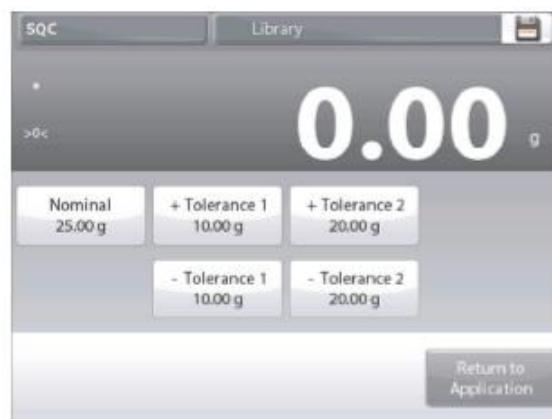 SQC
Library
*
>0<
0.00
g
Nominal
25.00 g
+ Tolerance 1
10.00 g
+ Tolerance 2
20.00 g
- Tolerance 1
10.00 g
- Tolerance 2
20.00 g
Return to
Application